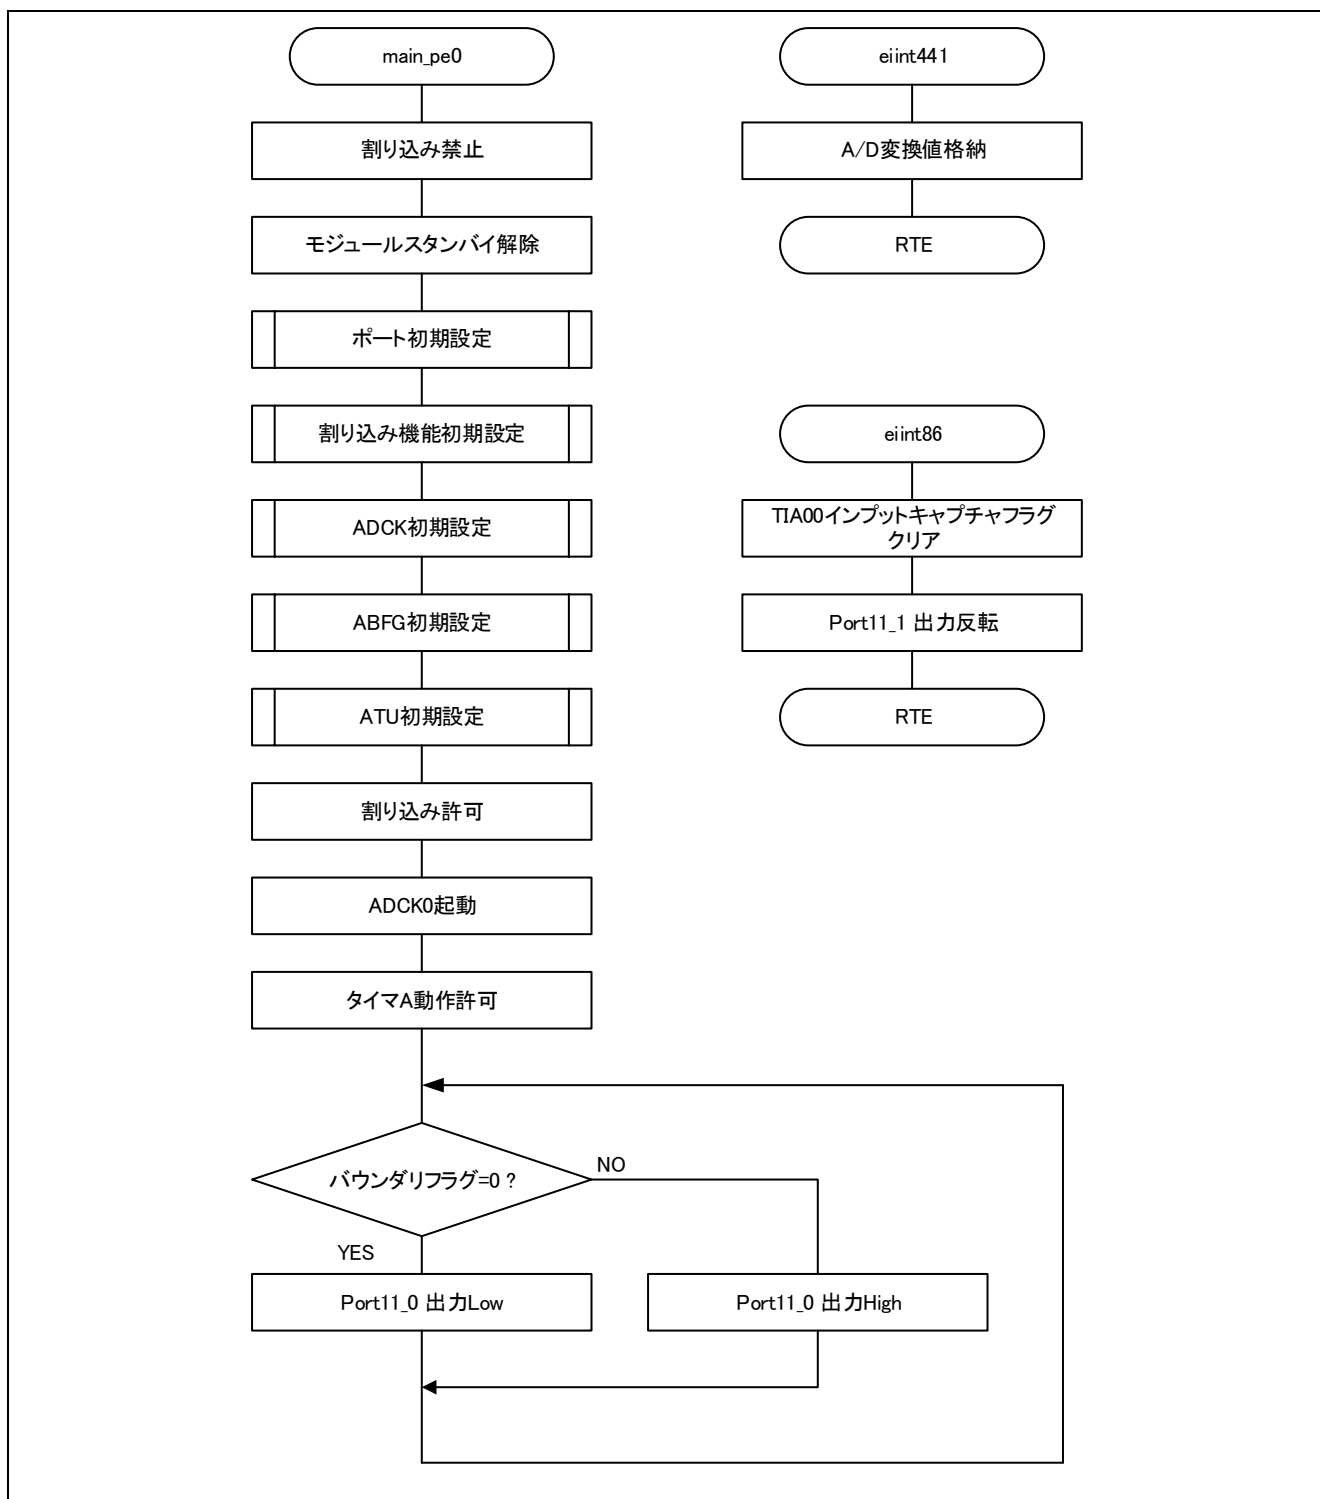 main_pe0
割り込み禁止
モジュールスタンバイ解除
ポート初期設定
割り込み機能初期設定
ADCK初期設定
ABFG初期設定
ATU初期設定
割り込み許可
ADCK0起動
タイマA動作許可
バウンダリフラグ=0 ?
NO
YES
Port11_0 出力Low
Port11_0 出力High
eiint441
A/D変換値格納
RTE
eiint86
TIA00インプットキャプチャフラグ
クリア
Port11_1 出力反転
RTE